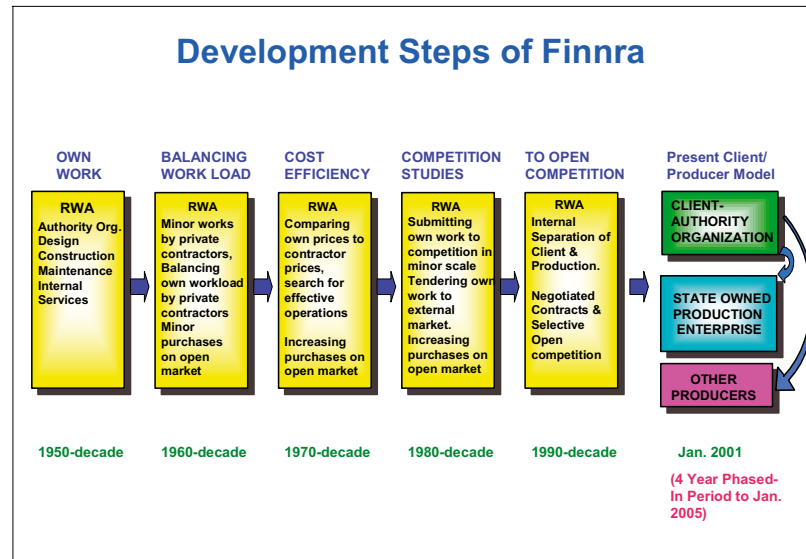 Development Steps of Finnra
OWN
WORK
RWA
Authority Org.
Design
Construction
Maintenance
Internal
Services
1950-decade
BALANCING
WORK LOAD
RWA
Minor works
by private
contractors,
Balancing
own workload
by private
contractors
Minor
purchases
on open
market
1960-decade
COST
EFFICIENCY
RWA
Comparing
own prices to
contractor
prices,
search for
effective
operations
Increasing
purchases on
open market
1970-decade
COMPETITION
STUDIES
RWA
Submitting
own work to
competition in
minor scale
Tendering own
work to
external
market.
Increasing
purchases on
open market
1980-decade
TO OPEN
COMPETITION
RWA
Internal
Separation of
Client &
Production.
Negotiated
Contracts &
Selective
Open
competition
1990-decade
Present Client/
Producer Model
CLIENT-
AUTHORITY
ORGANIZATION
STATE OWNED
PRODUCTION
ENTERPRISE
OTHER
PRODUCERS
Jan. 2001
(4 Year Phased-
In Period to Jan.
2005)